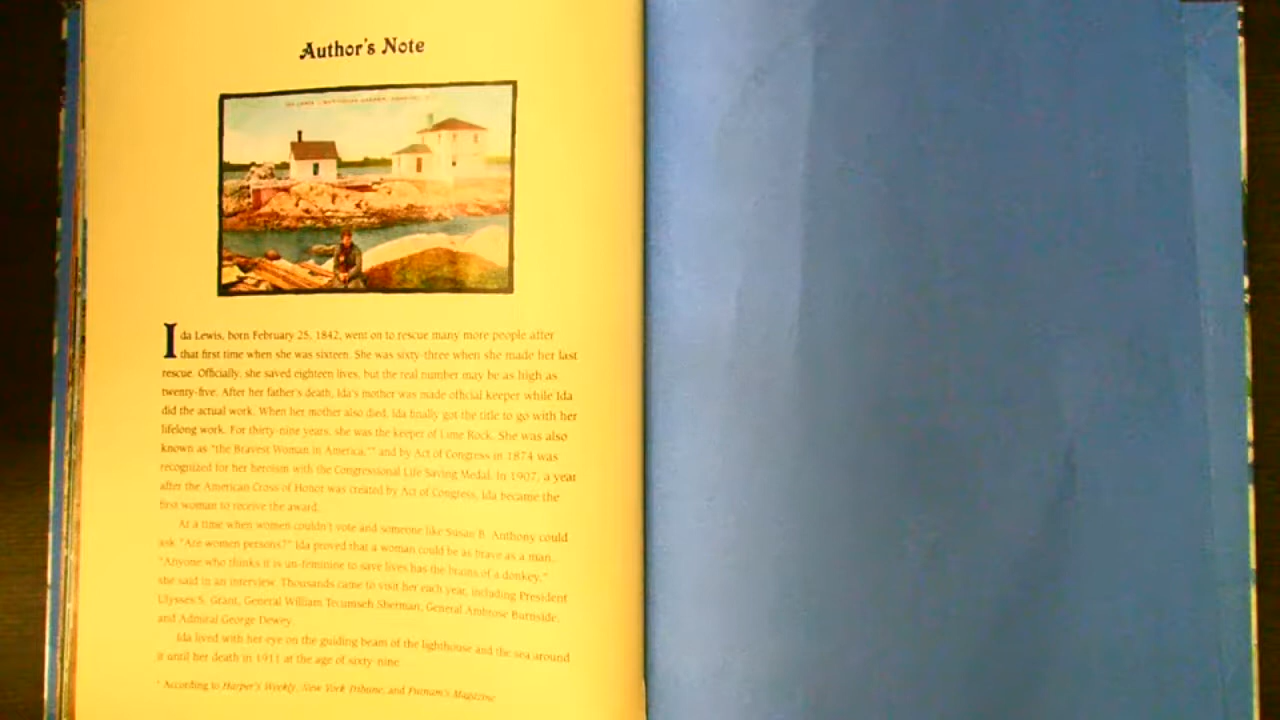 Author's Note
Ida Lewis, born February 25, 1842, went on to rescue many more people after
that first time when she was sixteen. She was sixty-three when she made her last
rescue. Officially, she saved eighteen lives, but the real number may be as high as
twenty-five. After her father's death, Ida's mother was made official keeper while Ida
did the actual work. When her mother also died, Ida finally got the title to go with her
lifelong work. For thirty-nine years, she was the keeper of Lime Rock. She was also
known as "the Bravest Woman in America,"* and by Act of Congress in 1874 was
recognized for her heroism with the Congressional Life Saving Medal. In 1907, a year
after the American Cross of Honor was created by Act of Congress, Ida became the
first woman to receive the award.
At a time when women couldn't vote and someone like Susan B. Anthony could
ask "Are women persons?" Ida proved that a woman could be as brave as a man.
"Anyone who thinks it is un-feminine to save lives has the brains of a donkey,"
she said in an interview. Thousands came to visit her each year, including President
Ulysses S. Grant, General William Tecumseh Sherman, General Ambrose Burnside,
and Admiral George Dewey.
Ida lived with her eye on the guiding beam of the lighthouse and the sea around
it until her death in 1911 at the age of sixty-nine.
* According to Harper's Weekly, New York Tribune, and Putnam's Magazine